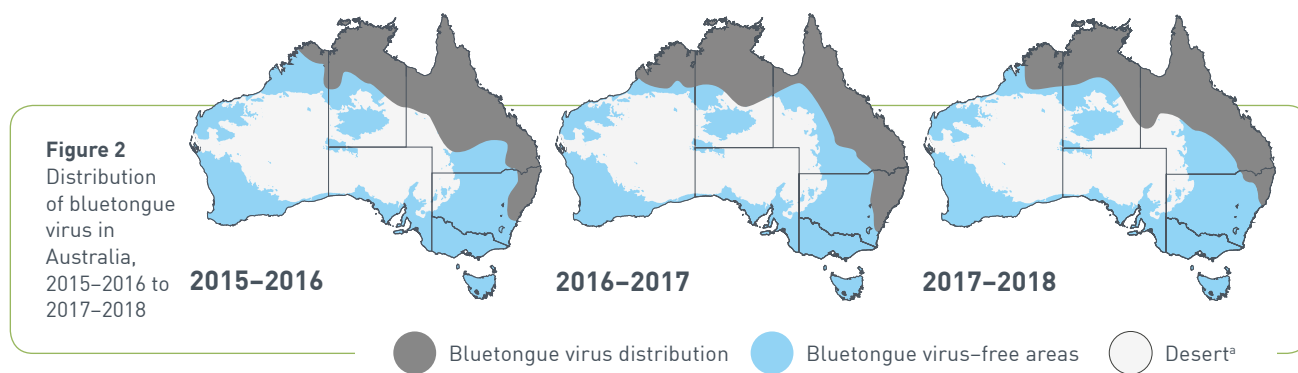 Figure 2
Distribution
of bluetongue
virus in
Australia,
2015–2016 to
2017–2018
2015–2016
2016–2017
2017–2018
Bluetongue virus distribution
Bluetongue virus–free areas
Desertᵃ